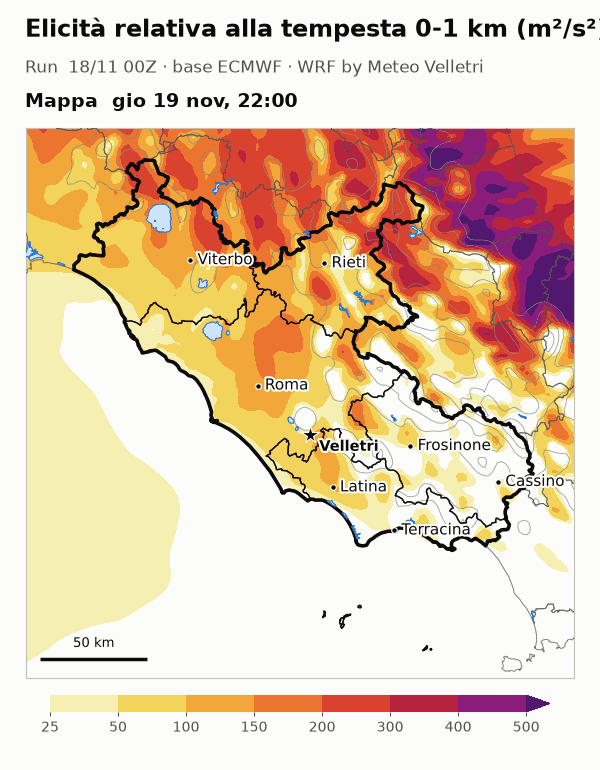 Elicità relativa alla tempesta 0-1 km (m²/s²)
Run 18/11 00Z · base ECMWF · WRF by Meteo Velletri
Mappa gio 19 nov, 22:00
Viterbo
Rieti
Roma
Velletri
Frosinone
Cassino
Latina
Terracina
50 km
25 50 100 150 200 300 400 500